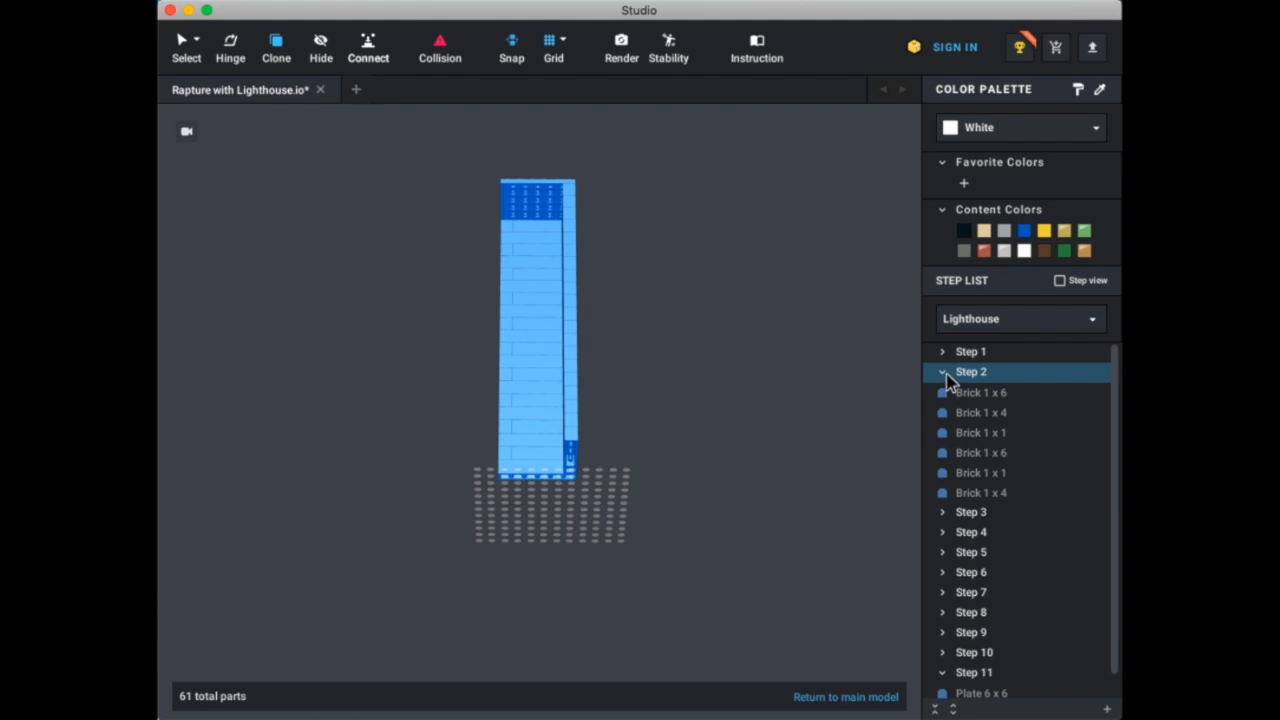 Studio
Select Hinge Clone Hide Connect Collision Snap Grid Render Stability Instruction SIGN IN
Rapture with Lighthouse.io*
COLOR PALETTE
White
Favorite Colors
Content Colors
STEP LIST Step view
Lighthouse
Step 1
Step 2
Brick 1 x 6
Brick 1 x 4
Brick 1 x 1
Brick 1 x 6
Brick 1 x 1
Brick 1 x 4
Step 3
Step 4
Step 5
Step 6
Step 7
Step 8
Step 9
Step 10
Step 11
Plate 6 x 6
61 total parts Return to main model